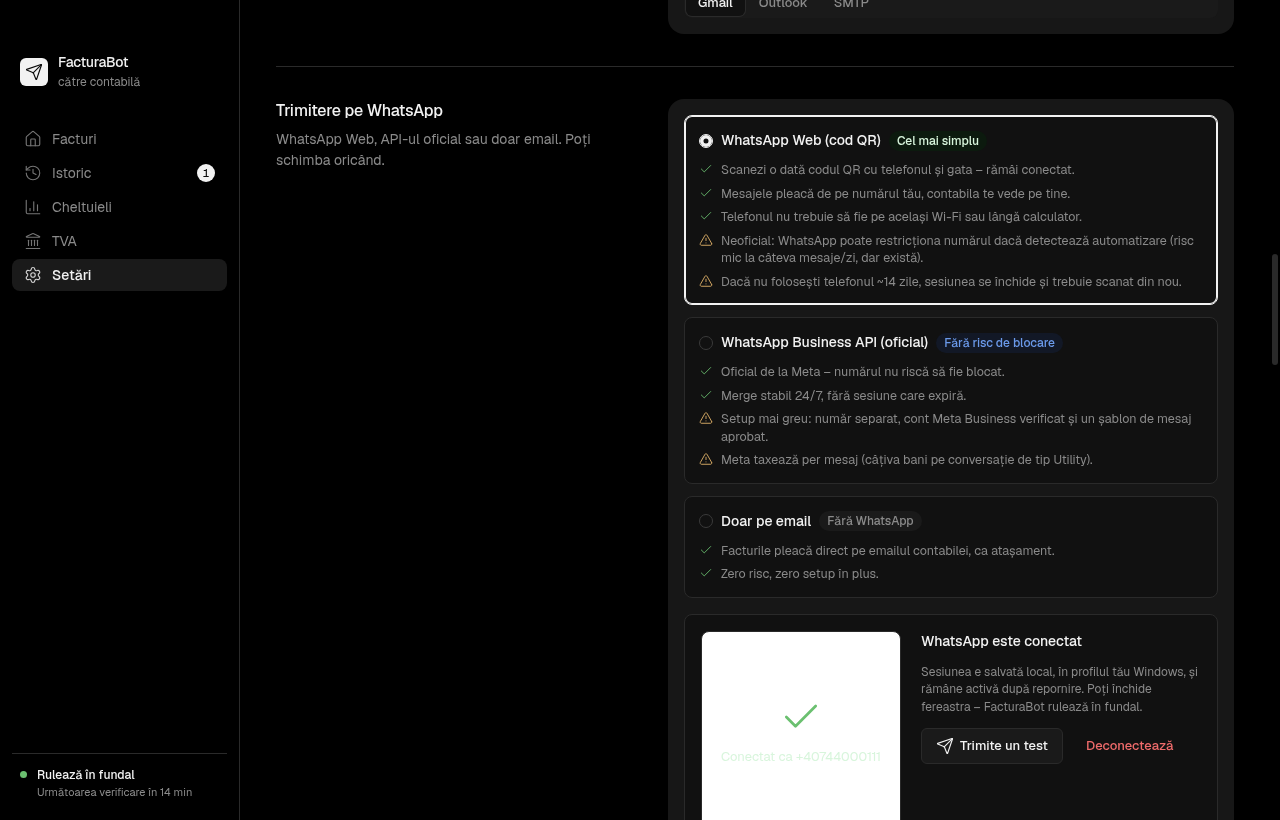 Gmail
Outlook
SMTP
FacturaBot
către contabilă
Facturi
Istoric
1
Cheltuieli
TVA
Setări
Rulează în fundal
Următoarea verificare în 14 min
Trimitere pe WhatsApp
WhatsApp Web, API-ul oficial sau doar email. Poți
schimba oricând.
WhatsApp Web (cod QR)
Cel mai simplu
Scanezi o dată codul QR cu telefonul și gata – rămâi conectat.
Mesajele pleacă de pe numărul tău, contabila te vede pe tine.
Telefonul nu trebuie să fie pe același Wi-Fi sau lângă calculator.
Neoficial: WhatsApp poate restricționa numărul dacă detectează automatizare (risc
mic la câteva mesaje/zi, dar există).
Dacă nu folosești telefonul ~14 zile, sesiunea se închide și trebuie scanat din nou.
WhatsApp Business API (oficial)
Fără risc de blocare
Oficial de la Meta – numărul nu riscă să fie blocat.
Merge stabil 24/7, fără sesiune care expiră.
Setup mai greu: număr separat, cont Meta Business verificat și un șablon de mesaj
aprobat.
Meta taxează per mesaj (câțiva bani pe conversație de tip Utility).
Doar pe email
Fără WhatsApp
Facturile pleacă direct pe emailul contabilei, ca atașament.
Zero risc, zero setup în plus.
Conectat ca +40744000111
WhatsApp este conectat
Sesiunea e salvată local, în profilul tău Windows, și
rămâne activă după repornire. Poți închide
fereastra – FacturaBot rulează în fundal.
Trimite un test
Deconectează